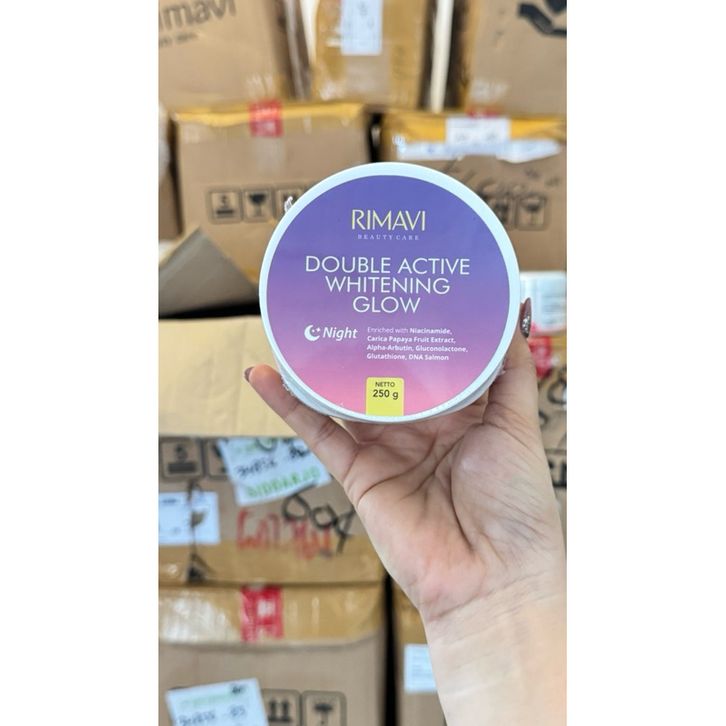 RIMAVI
BEAUTY CARE
DOUBLE ACTIVE
WHITENING
GLOW
Night
Enriched with Niacinamide,
Carica Papaya Fruit Extract,
Alpha-Arbutin, Gluconolactone,
Glutathione, DNA Salmon
NETTO
250 g